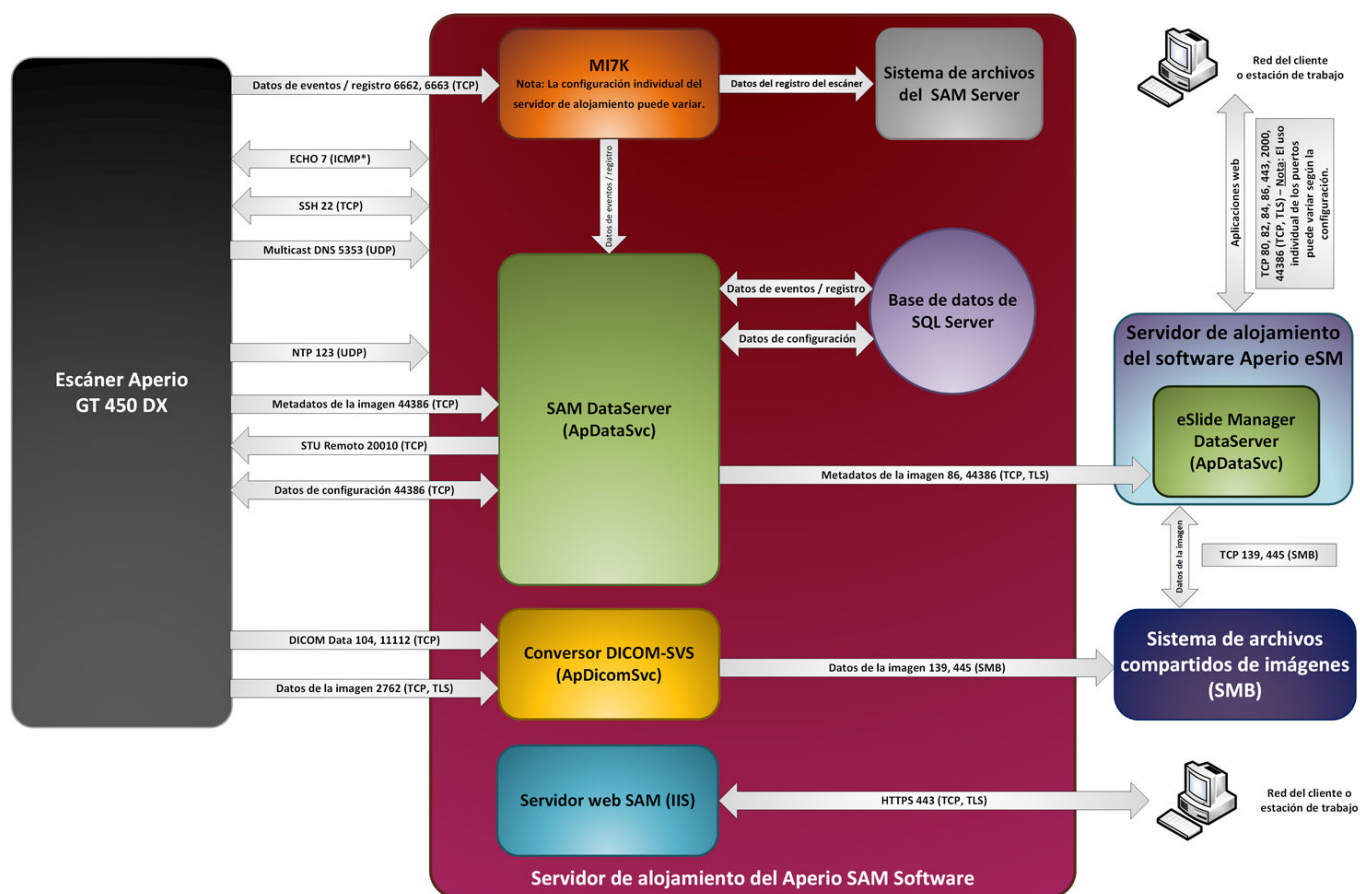 Escáner Aperio
GT 450 DX
Datos de eventos / registro 6662, 6663 (TCP)
ECHO 7 (ICMP*)
SSH 22 (TCP)
Multicast DNS 5353 (UDP)
NTP 123 (UDP)
Metadatos de la imagen 44386 (TCP)
STU Remoto 20010 (TCP)
Datos de configuración 44386 (TCP)
DICOM Data 104, 11112 (TCP)
Datos de la imagen 2762 (TCP, TLS)
MI7K
Nota: La configuración individual del
servidor de alojamiento puede variar.
Datos del registro del escáner
Sistema de archivos
del SAM Server
Datos de eventos / registro
SAM DataServer
(ApDataSvc)
Datos de eventos / registro
Datos de configuración
Base de datos de
SQL Server
Metadatos de la imagen 86, 44386 (TCP, TLS)
Conversor DICOM-SVS
(ApDicomSvc)
Datos de la imagen 139, 445 (SMB)
Servidor web SAM (IIS)
HTTPS 443 (TCP, TLS)
Servidor de alojamiento del Aperio SAM Software
Red del cliente
o estación de trabajo
Aplicaciones web
TCP 80, 82, 84, 86, 443, 2000,
44386 (TCP, TLS) – Nota: El uso
individual de los puertos
puede variar según la
configuración.
Servidor de alojamiento
del software Aperio eSM
eSlide Manager
DataServer
(ApDataSvc)
Datos de la imagen
TCP 139, 445 (SMB)
Sistema de archivos
compartidos de imágenes
(SMB)
Red del cliente o
estación de trabajo